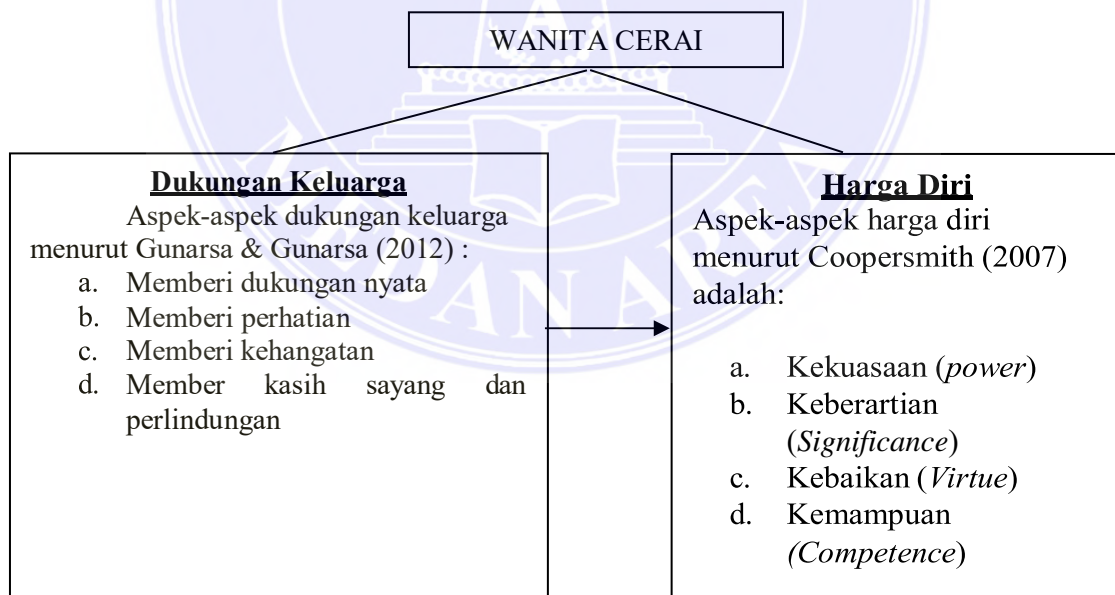 WANITA CERAI
Dukungan Keluarga
Aspek-aspek dukungan keluarga
menurut Gunarsa & Gunarsa (2012) :
a. Memberi dukungan nyata
b. Memberi perhatian
c. Memberi kehangatan
d. Member kasih sayang dan
perlindungan
Harga Diri
Aspek-aspek harga diri
menurut Coopersmith (2007)
adalah:
a. Kekuasaan (power)
b. Keberartian
(Significance)
c. Kebaikan (Virtue)
d. Kemampuan
(Competence)
MEDAN AREA